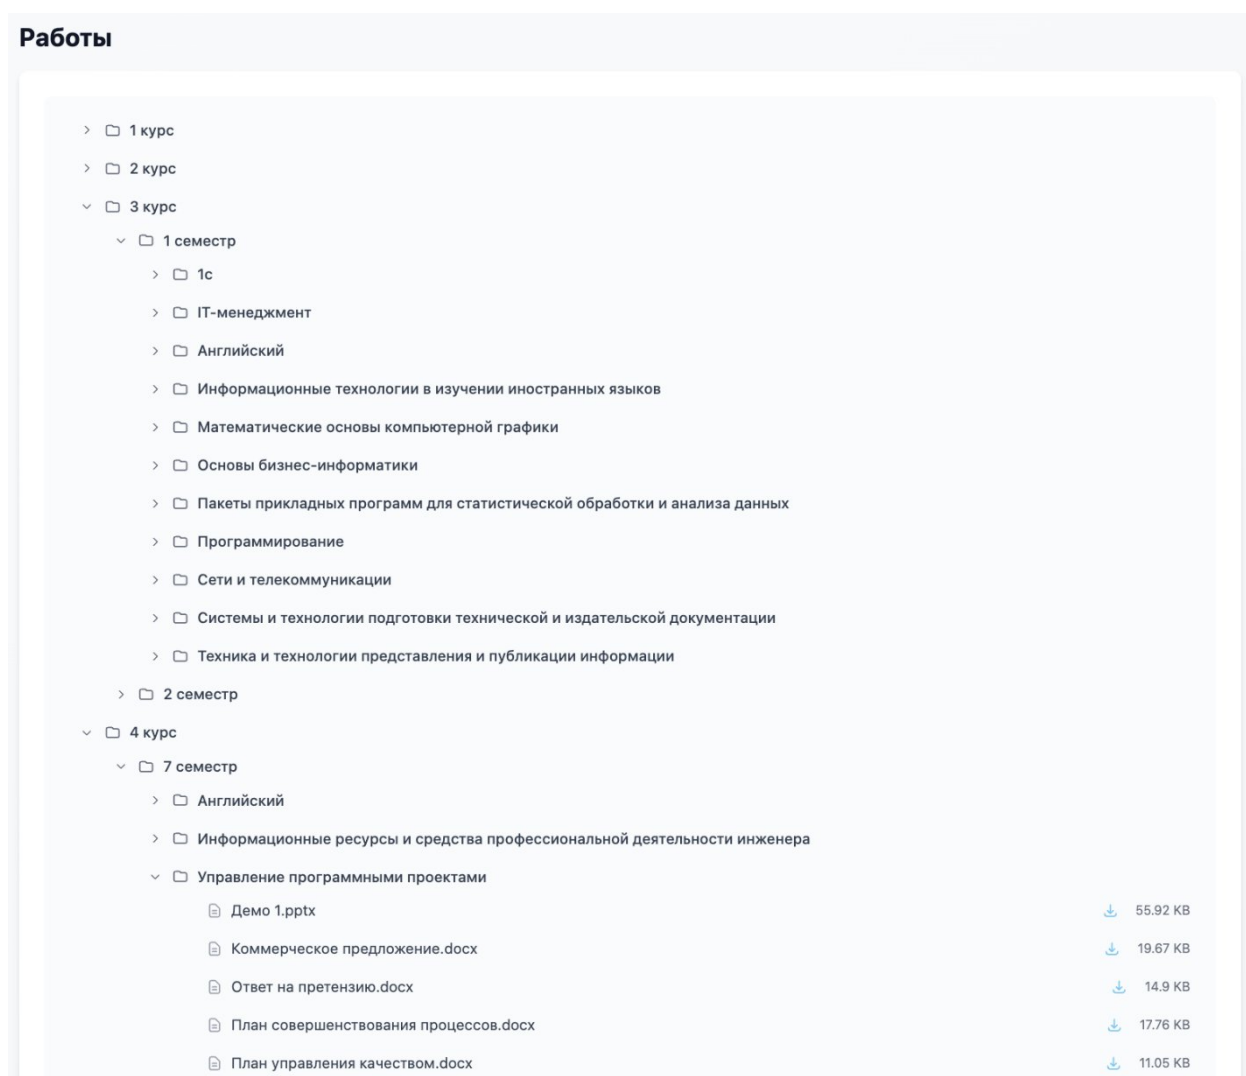 Работы
1 курс
2 курс
3 курс
1 семестр
1с
IT-менеджмент
Английский
Информационные технологии в изучении иностранных языков
Математические основы компьютерной графики
Основы бизнес-информатики
Пакеты прикладных программ для статистической обработки и анализа данных
Программирование
Сети и телекоммуникации
Системы и технологии подготовки технической и издательской документации
Техника и технологии представления и публикации информации
2 семестр
4 курс
7 семестр
Английский
Информационные ресурсы и средства профессиональной деятельности инженера
Управление программными проектами
Демо 1.pptx 55.92 KB
Коммерческое предложение.docx 19.67 KB
Ответ на претензию.docx 14.9 KB
План совершенствования процессов.docx 17.76 KB
План управления качеством.docx 11.05 KB